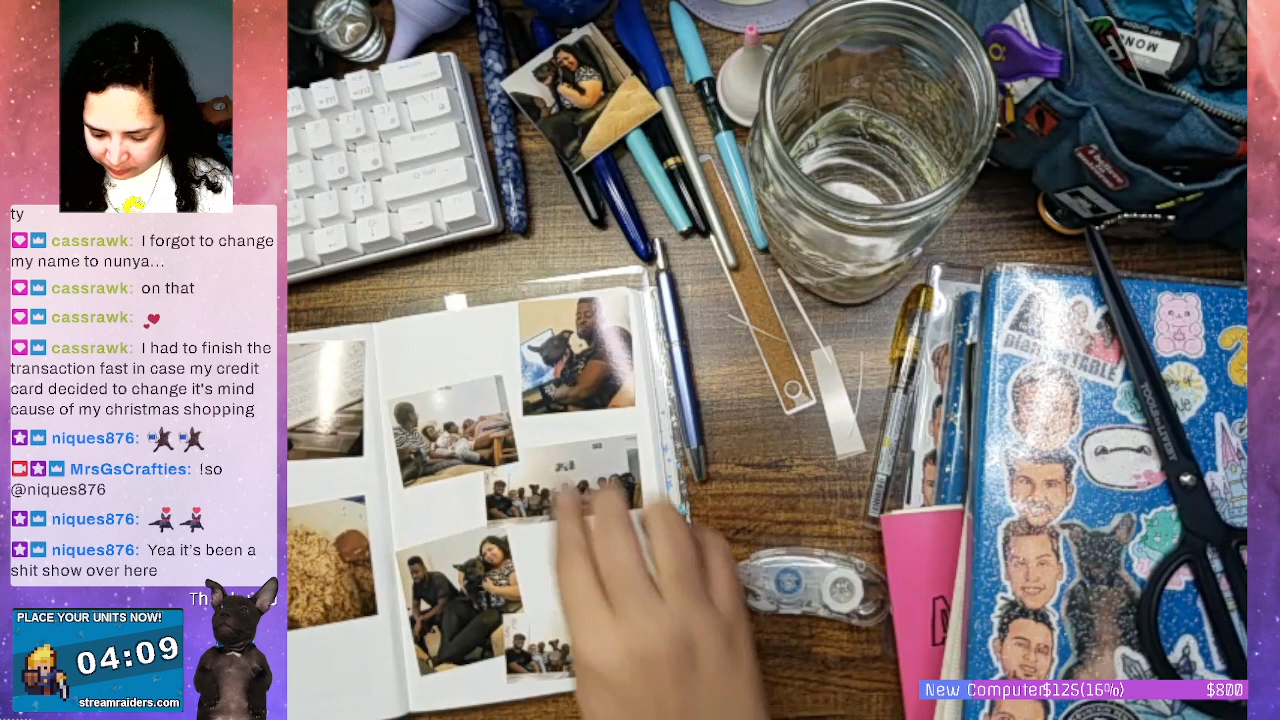 ty
cassrawk: I forgot to change
my name to nunya...
cassrawk: on that
cassrawk:
cassrawk: I had to finish the
transaction fast in case my credit
card decided to change it's mind
cause of my christmas shopping
niques876:
MrsGsCrafties: !so
@niques876
niques876:
niques876: Yea it's been a
shit show over here
Th
PLACE YOUR UNITS NOW!
04:09
streamraiders.com
MONO
TABLE
New Computer $125(16%) $800